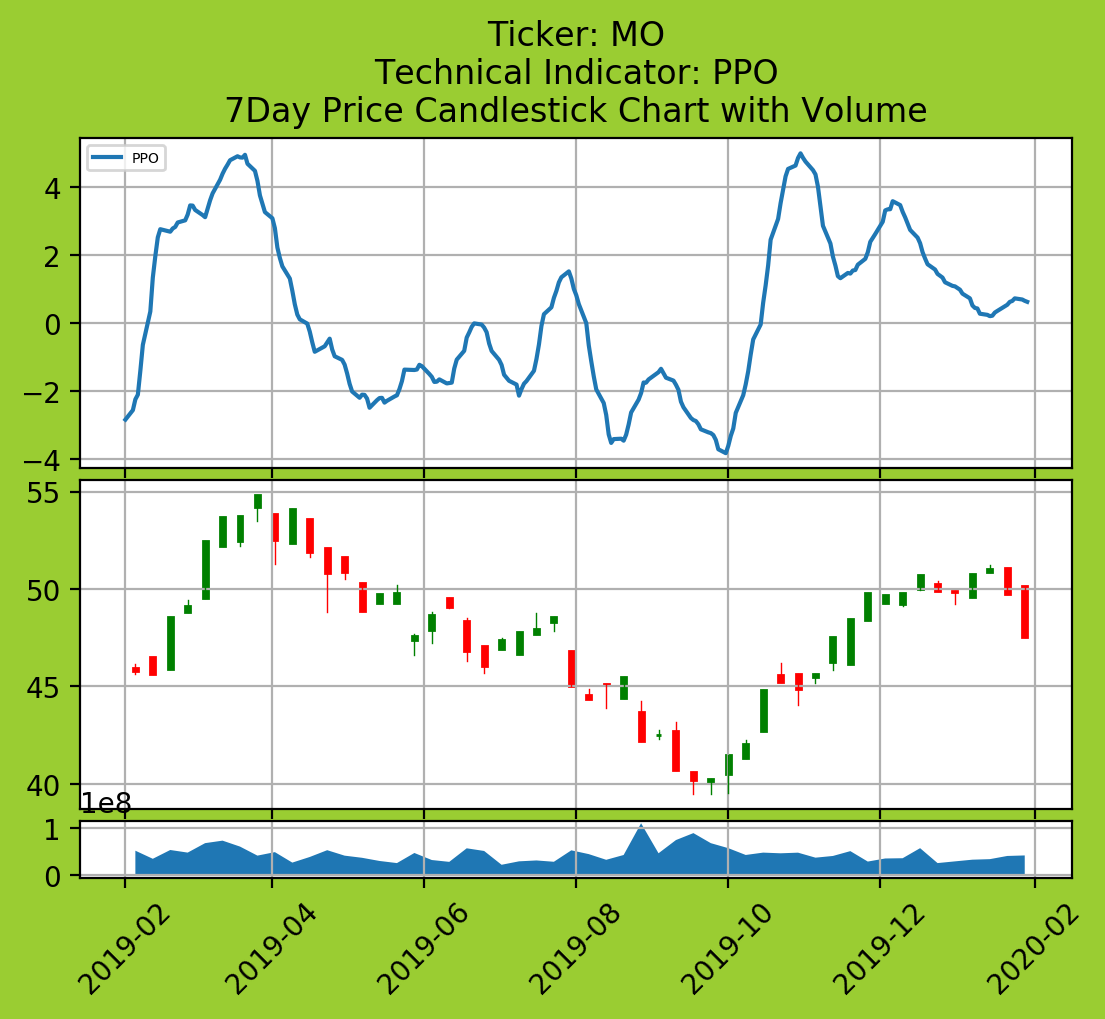 Ticker: MO
Technical Indicator: PPO
7Day Price Candlestick Chart with Volume
PPO
4
2
0
−2
−4
55
50
45
40
1e8
1
0
2019-02 2019-04 2019-06 2019-08 2019-10 2019-12 2020-02